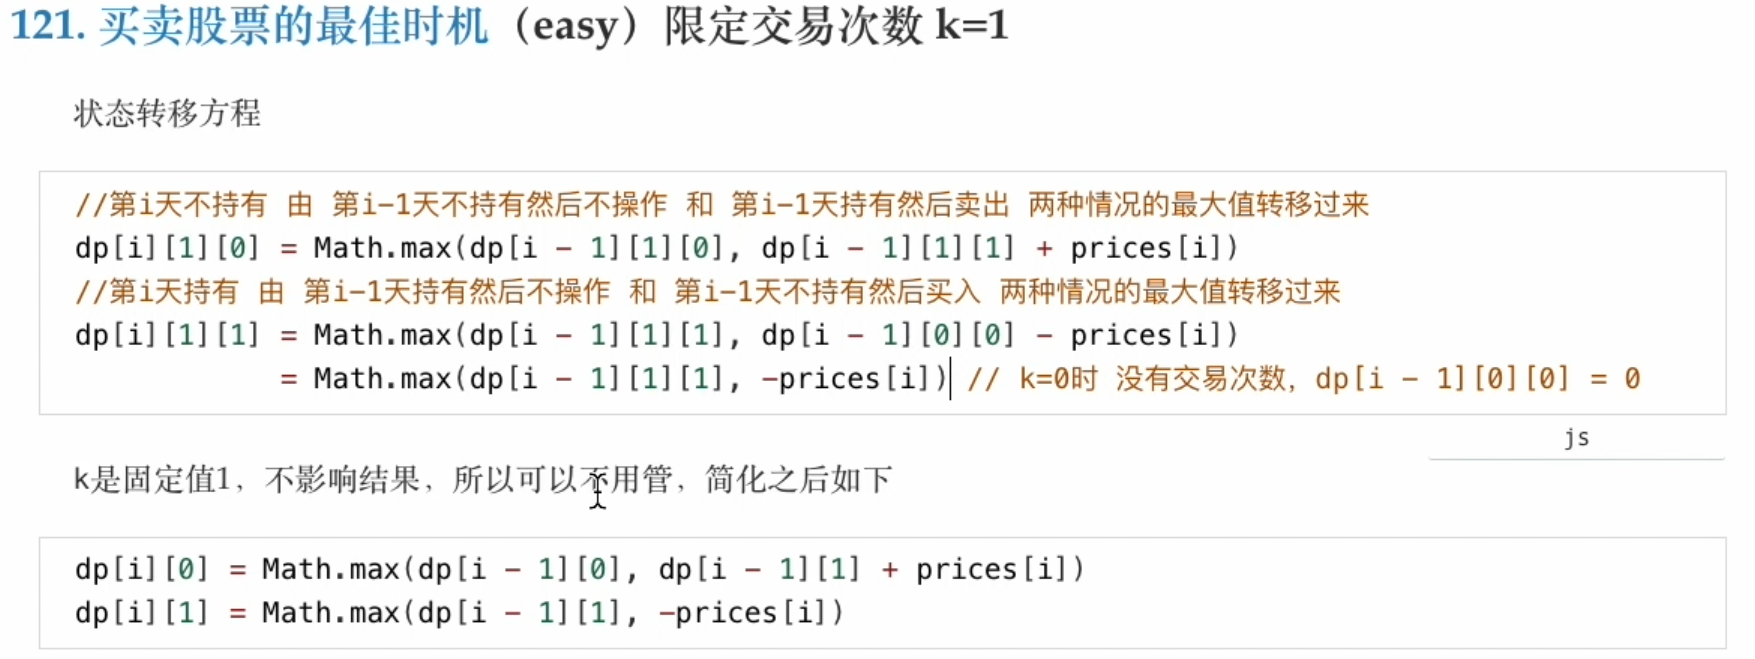 121. 买卖股票的最佳时机（easy）限定交易次数 k=1
状态转移方程
//第i天不持有 由 第i-1天不持有然后不操作 和 第i-1天持有然后卖出 两种情况的最大值转移过来
dp[i][1][0] = Math.max(dp[i - 1][1][0], dp[i - 1][1][1] + prices[i])
//第i天持有 由 第i-1天持有然后不操作 和 第i-1天不持有然后买入 两种情况的最大值转移过来
dp[i][1][1] = Math.max(dp[i - 1][1][1], dp[i - 1][0][0] - prices[i])
= Math.max(dp[i - 1][1][1], -prices[i]) // k=0时 没有交易次数，dp[i - 1][0][0] = 0
js
k是固定值1，不影响结果，所以可以不用管，简化之后如下
dp[i][0] = Math.max(dp[i - 1][0], dp[i - 1][1] + prices[i])
dp[i][1] = Math.max(dp[i - 1][1], -prices[i])